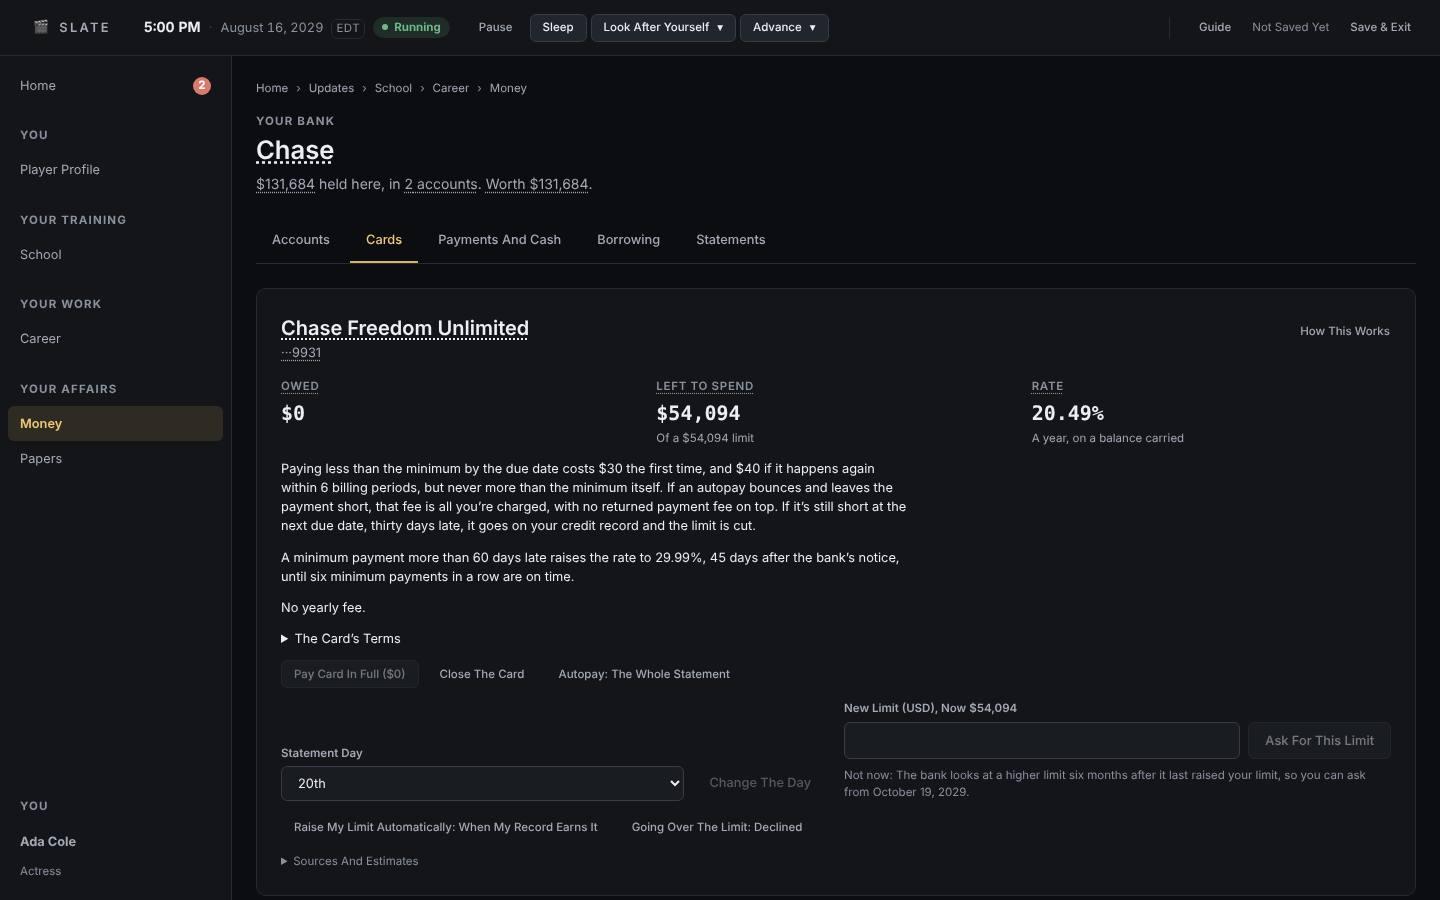 SLATE
5:00 PM · August 16, 2029 EDT Running Pause Sleep Look After Yourself ▾ Advance ▾ Guide Not Saved Yet Save & Exit
Home 2
YOU
Player Profile
YOUR TRAINING
School
YOUR WORK
Career
YOUR AFFAIRS
Money
Papers
YOU
Ada Cole
Actress
Home › Updates › School › Career › Money
YOUR BANK
Chase
$131,684 held here, in 2 accounts. Worth $131,684.
Accounts Cards Payments And Cash Borrowing Statements
Chase Freedom Unlimited
How This Works
···9931
OWED LEFT TO SPEND RATE
$0 $54,094 20.49%
Of a $54,094 limit A year, on a balance carried
Paying less than the minimum by the due date costs $30 the first time, and $40 if it happens again
within 6 billing periods, but never more than the minimum itself. If an autopay bounces and leaves the
payment short, that fee is all you’re charged, with no returned payment fee on top. If it’s still short at the
next due date, thirty days late, it goes on your credit record and the limit is cut.
A minimum payment more than 60 days late raises the rate to 29.99%, 45 days after the bank’s notice,
until six minimum payments in a row are on time.
No yearly fee.
▶ The Card’s Terms
Pay Card In Full ($0) Close The Card Autopay: The Whole Statement
Statement Day
20th
Change The Day
New Limit (USD), Now $54,094
Ask For This Limit
Not now: The bank looks at a higher limit six months after it last raised your limit, so you can ask
from October 19, 2029.
Raise My Limit Automatically: When My Record Earns It Going Over The Limit: Declined
▶ Sources And Estimates